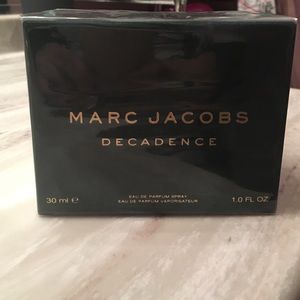 MARC JACOBS
DECADENCE
EAU DE PARFUM SPRAY
EAU DE PARFUM VAPORISATEUR
30 ml ℮ 1.0 FL OZ